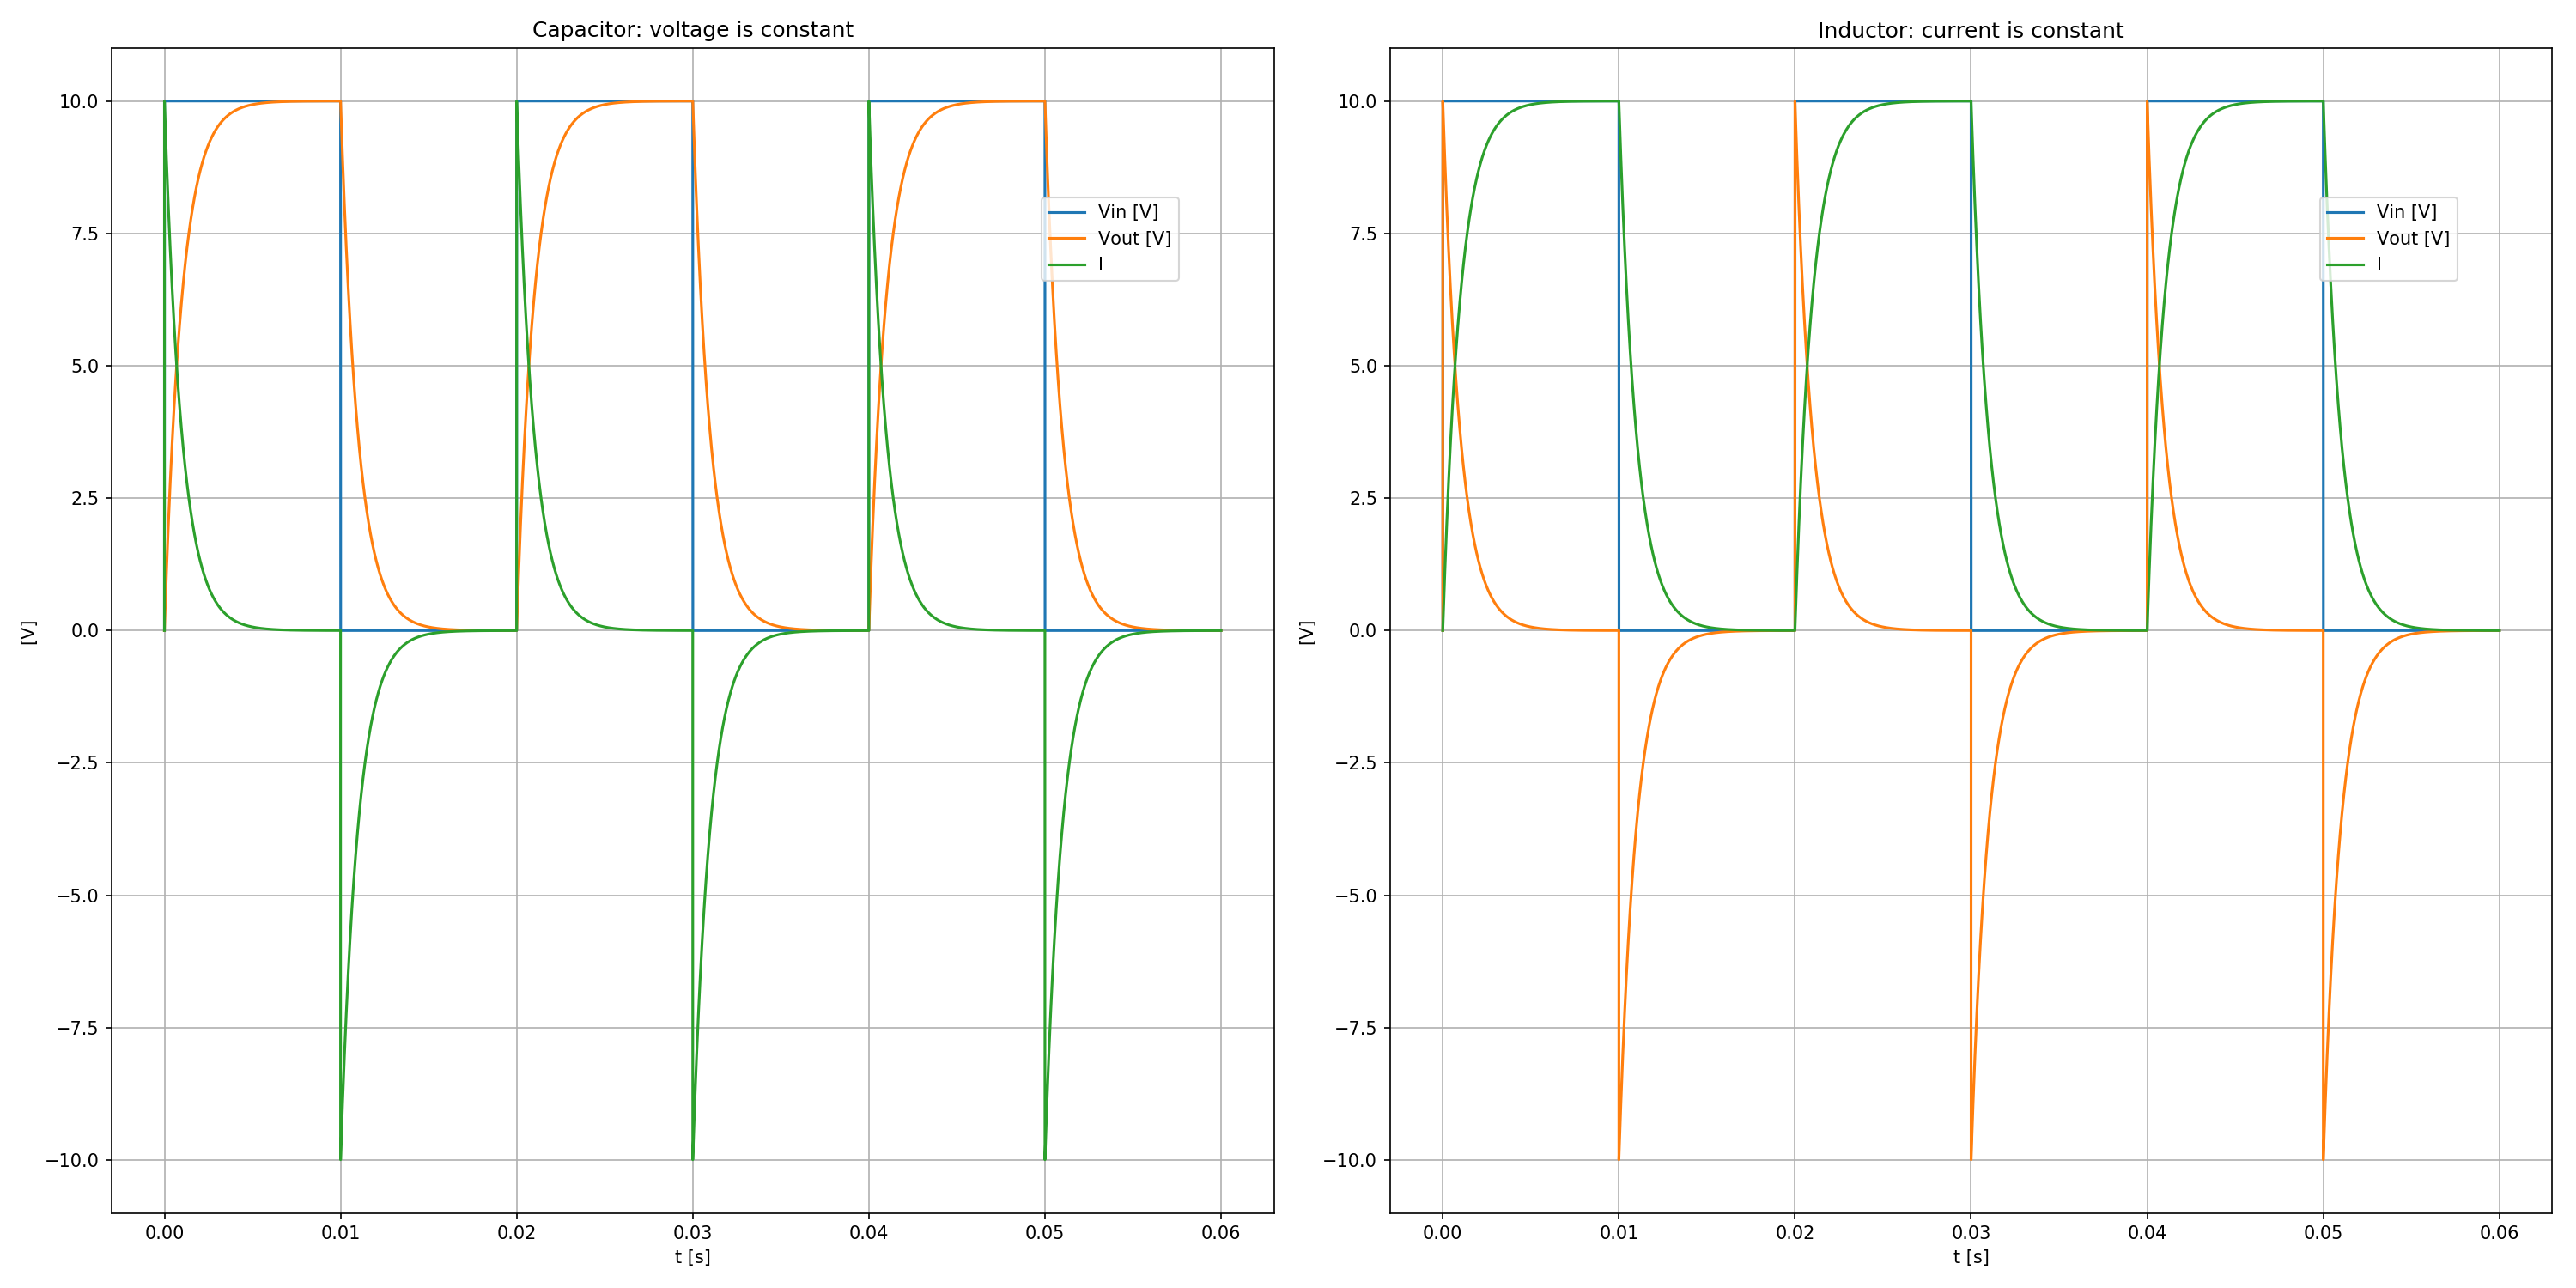 Capacitor: voltage is constant
10.0
7.5
5.0
2.5
0.0
−2.5
−5.0
−7.5
−10.0
[V]
Vin [V]
Vout [V]
I
0.00 0.01 0.02 0.03 0.04 0.05 0.06
t [s]
Inductor: current is constant
10.0
7.5
5.0
2.5
0.0
−2.5
−5.0
−7.5
−10.0
[V]
Vin [V]
Vout [V]
I
0.00 0.01 0.02 0.03 0.04 0.05 0.06
t [s]